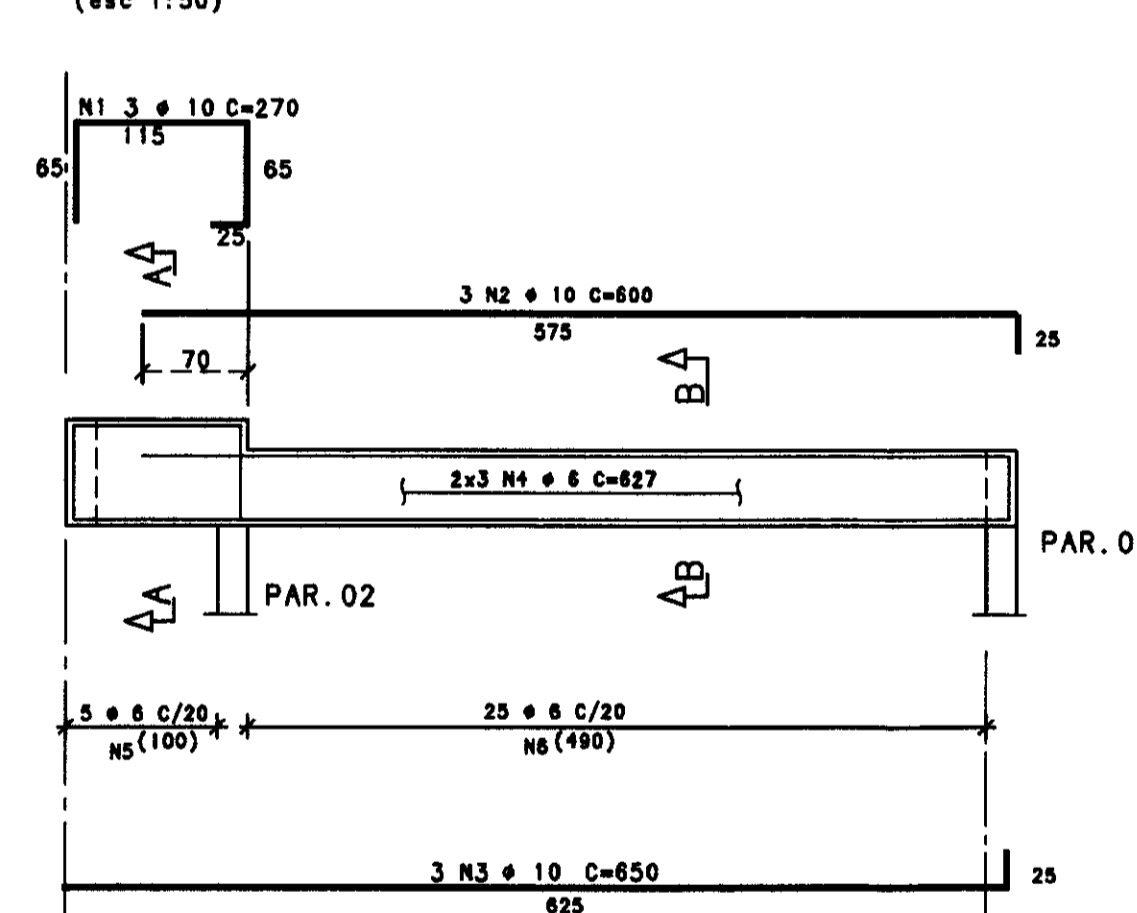 (esc 1:50)
N1 3 ø 10 C=270
115
65
65
25
A
3 N2 ø 10 C=600
575
25
70
B
2x3 N4 ø 6 C=627
PAR.0
B
A
PAR.02
5 ø 6 C/20
25 ø 6 C/20
N5(100)
N6(490)
3 N3 ø 10 C=650
25
625